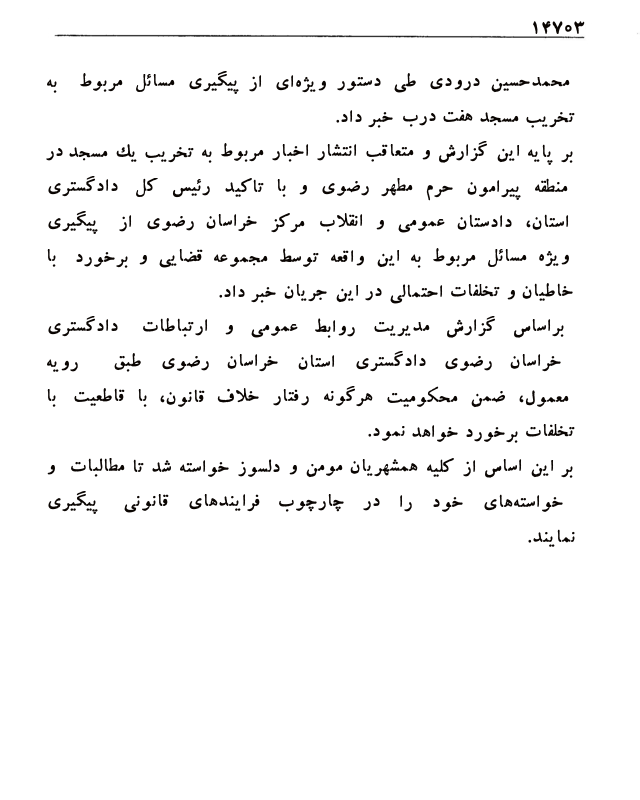 ۱۴۷۰۳
محمدحسین درودی طی دستور ویژه‌ای از پیگیری مسائل مربوط به
تخریب مسجد هفت درب خبر داد.
بر پایه این گزارش و متعاقب انتشار اخبار مربوط به تخریب یك مسجد در
منطقه پیرامون حرم مطهر رضوی و با تاکید رئیس کل دادگستری
استان، دادستان عمومی و انقلاب مرکز خراسان رضوی از پیگیری
ویژه مسائل مربوط به این واقعه توسط مجموعه قضایی و برخورد با
خاطیان و تخلفات احتمالی در این جریان خبر داد.
براساس گزارش مدیریت روابط عمومی و ارتباطات دادگستری
خراسان رضوی دادگستری استان خراسان رضوی طبق رویه
معمول، ضمن محکومیت هرگونه رفتار خلاف قانون، با قاطعیت با
تخلفات برخورد خواهد نمود.
بر این اساس از کلیه همشهریان مومن و دلسوز خواسته شد تا مطالبات و
خواسته‌های خود را در چارچوب فرایندهای قانونی پیگیری
نمایند.